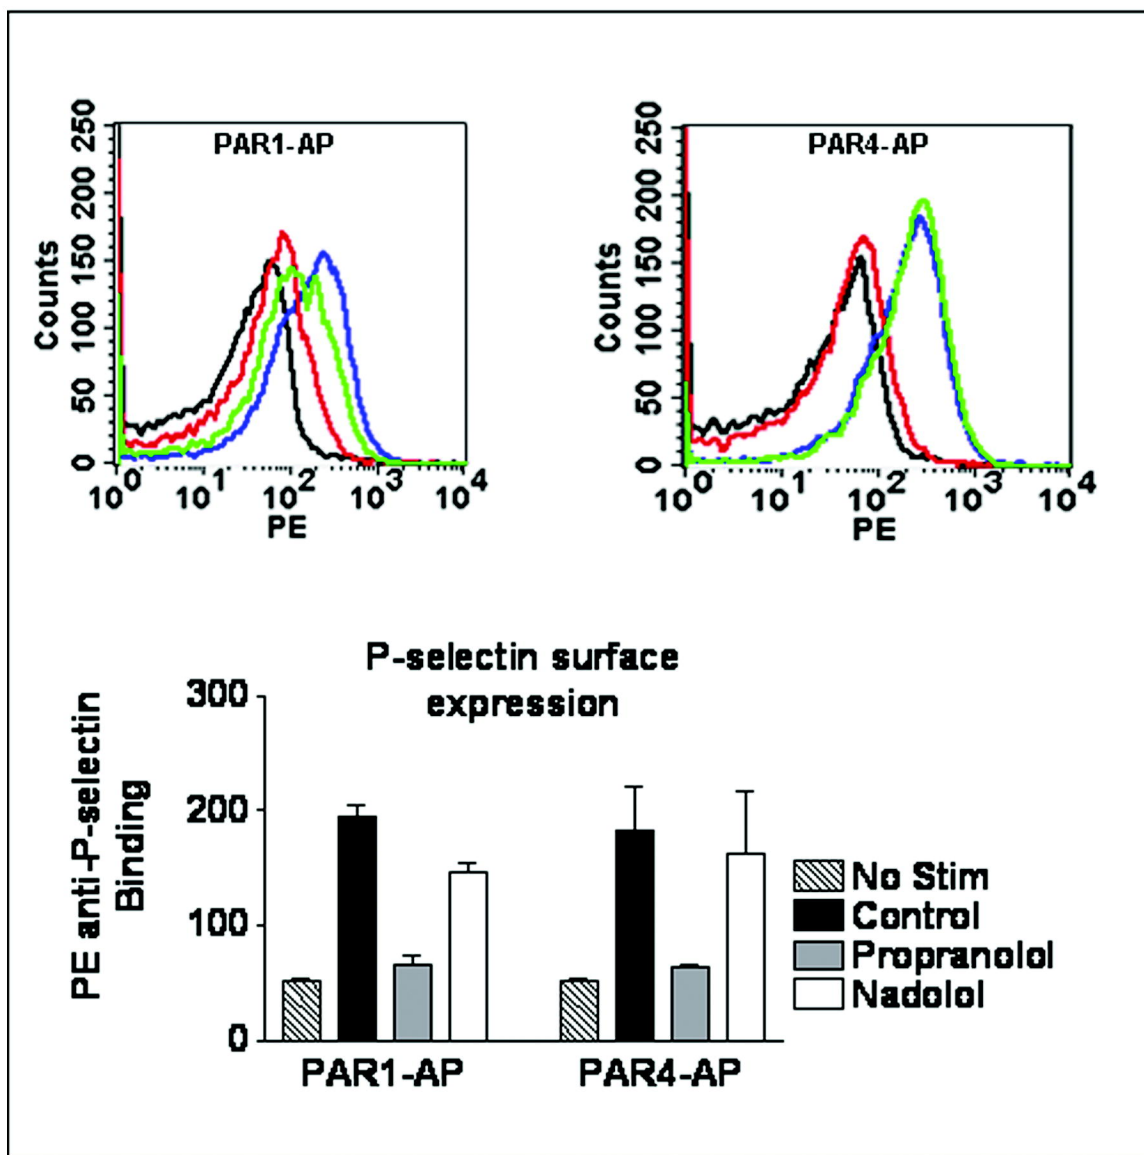 PAR1-AP
250
200
150
100
50
0
Counts
10^0 10^1 10^2 10^3 10^4
PE
PAR4-AP
250
200
150
100
50
0
Counts
10^0 10^1 10^2 10^3 10^4
PE
P-selectin surface
expression
PE anti-P-selectin
Binding
300
200
100
0
PAR1-AP PAR4-AP
No Stim
Control
Propranolol
Nadolol